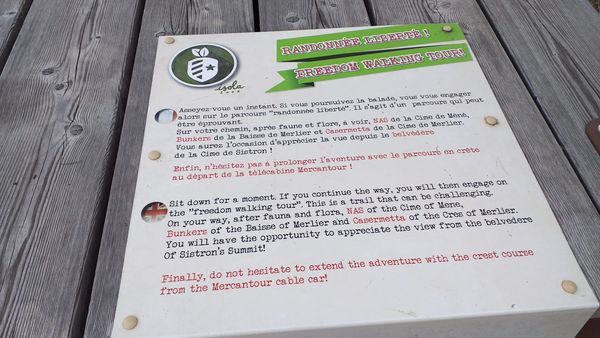 RANDONNÉE LIBERTÉ !
FREEDOM WALKING TOUR!
isola
Asseyez-vous un instant. Si vous poursuivez la balade, vous vous engager
alors sur le parcours "randonnée liberté". Il s'agit d'un parcours qui peut
être éprouvant.
Sur votre chemin, après faune et flore, à voir, NAS de la Cime de Méné,
Bunkers de la Baisse de Merlier et Casermetta de la Cime de Merlier.
Vous aurez l'occasion d'apprécier la vue depuis le belvédère
de la Cime de Sistron !
Enfin, n'hésitez pas à prolonger l'aventure avec le parcours en crête
au départ de la télécabine Mercantour !
Sit down for a moment. If you continue the way, you will then engage on
the "freedom walking tour". This is a trail that can be challenging.
On your way, after fauna and flora, NAS of the Cime of Mene,
Bunkers of the Baisse of Merlier and Casermetta of the Cres of Merlier.
You will have the opportunity to appreciate the view from the belvedere
Of Sistron's Summit!
Finally, do not hesitate to extend the adventure with the crest course
from the Mercantour cable car!